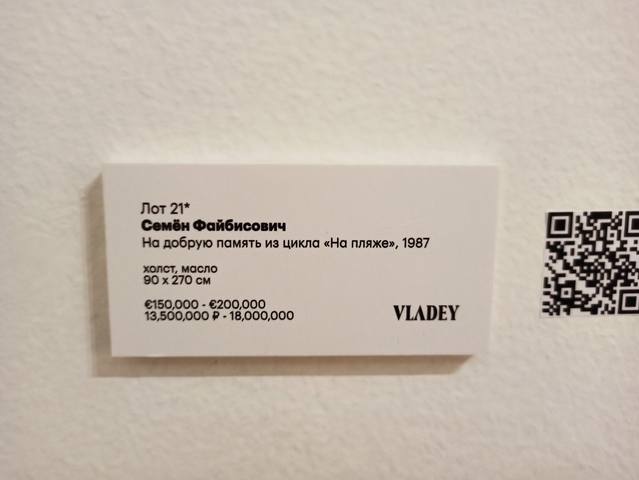 Лот 21*
Семён Файбисович
На добрую память из цикла «На пляже», 1987
холст, масло
90 х 270 см
€150,000 - €200,000
13,500,000 ₽ - 18,000,000
VLADEY